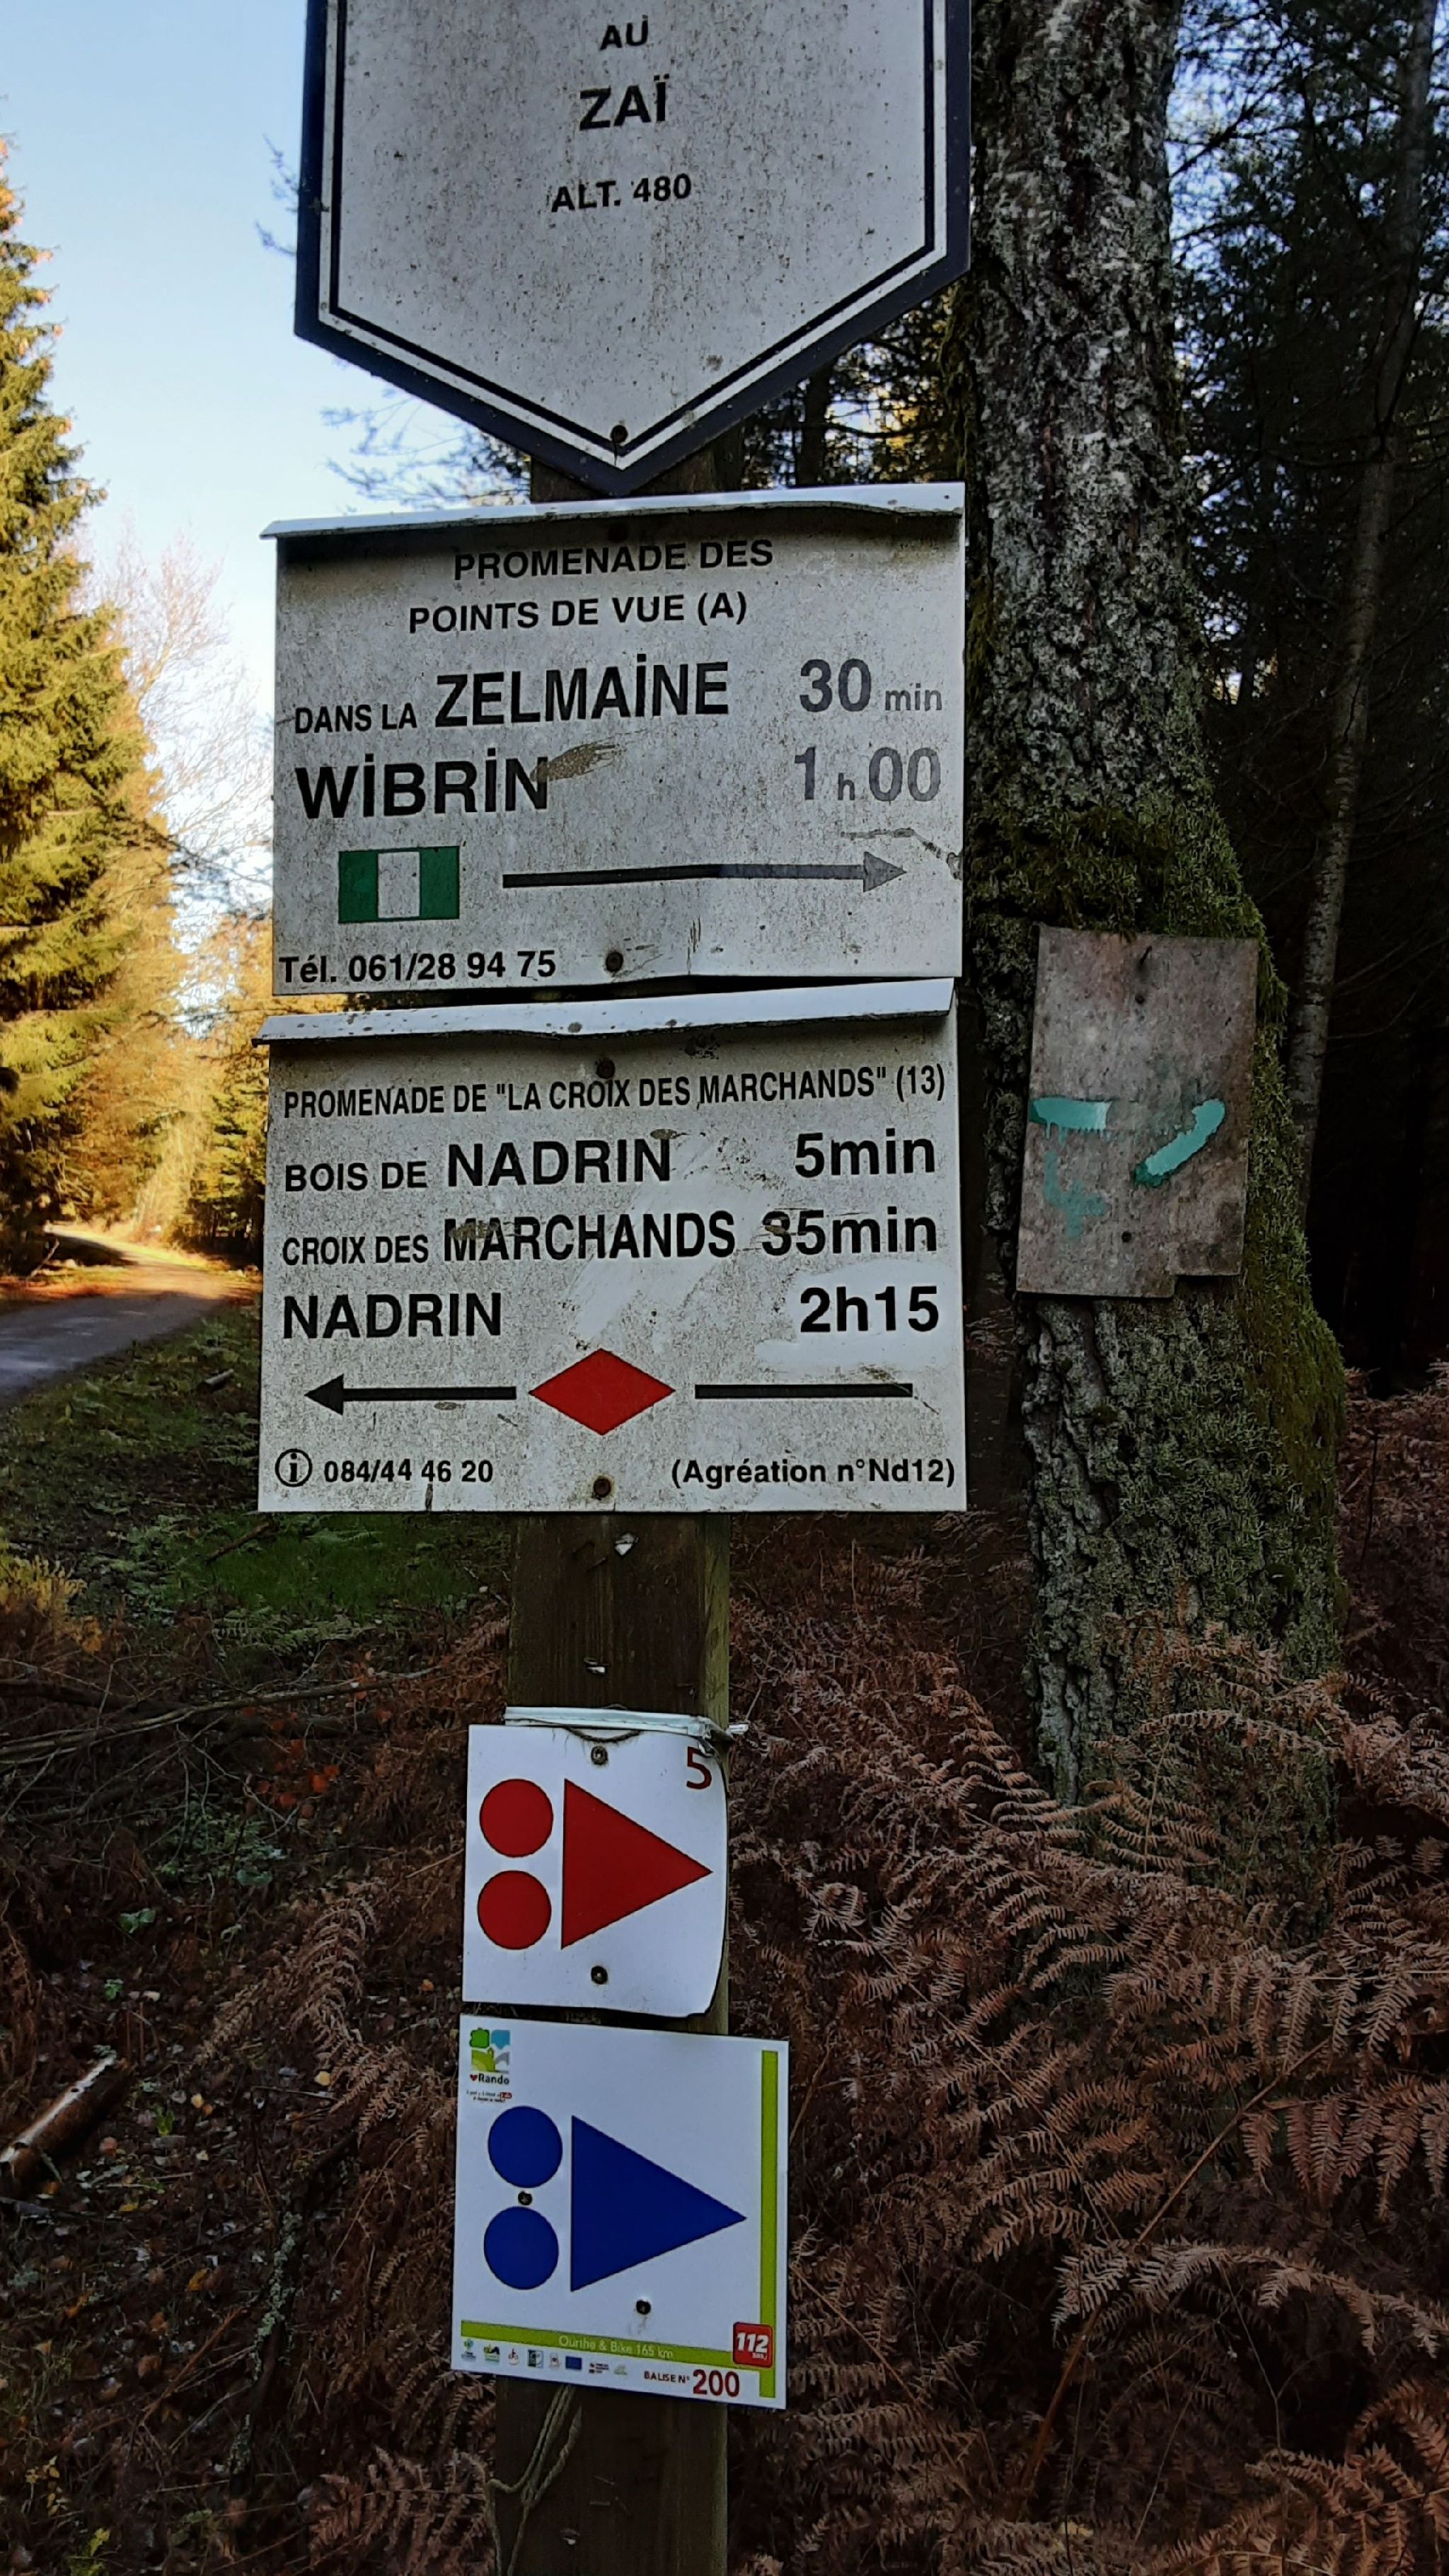 AU
ZAÏ
ALT. 480
PROMENADE DES
POINTS DE VUE (A)
DANS LA ZELMAİNE 30 min
WİBRİN 1 h 00
Tél. 061/28 94 75
PROMENADE DE "LA CROIX DES MARCHANDS" (13)
BOIS DE NADRIN 5min
CROIX DES MARCHANDS 35min
NADRIN 2h15
i 084/44 46 20 (Agréation n°Nd12)
5
Rando
Ourthe & Bike 165 km
112
BALISE N° 200